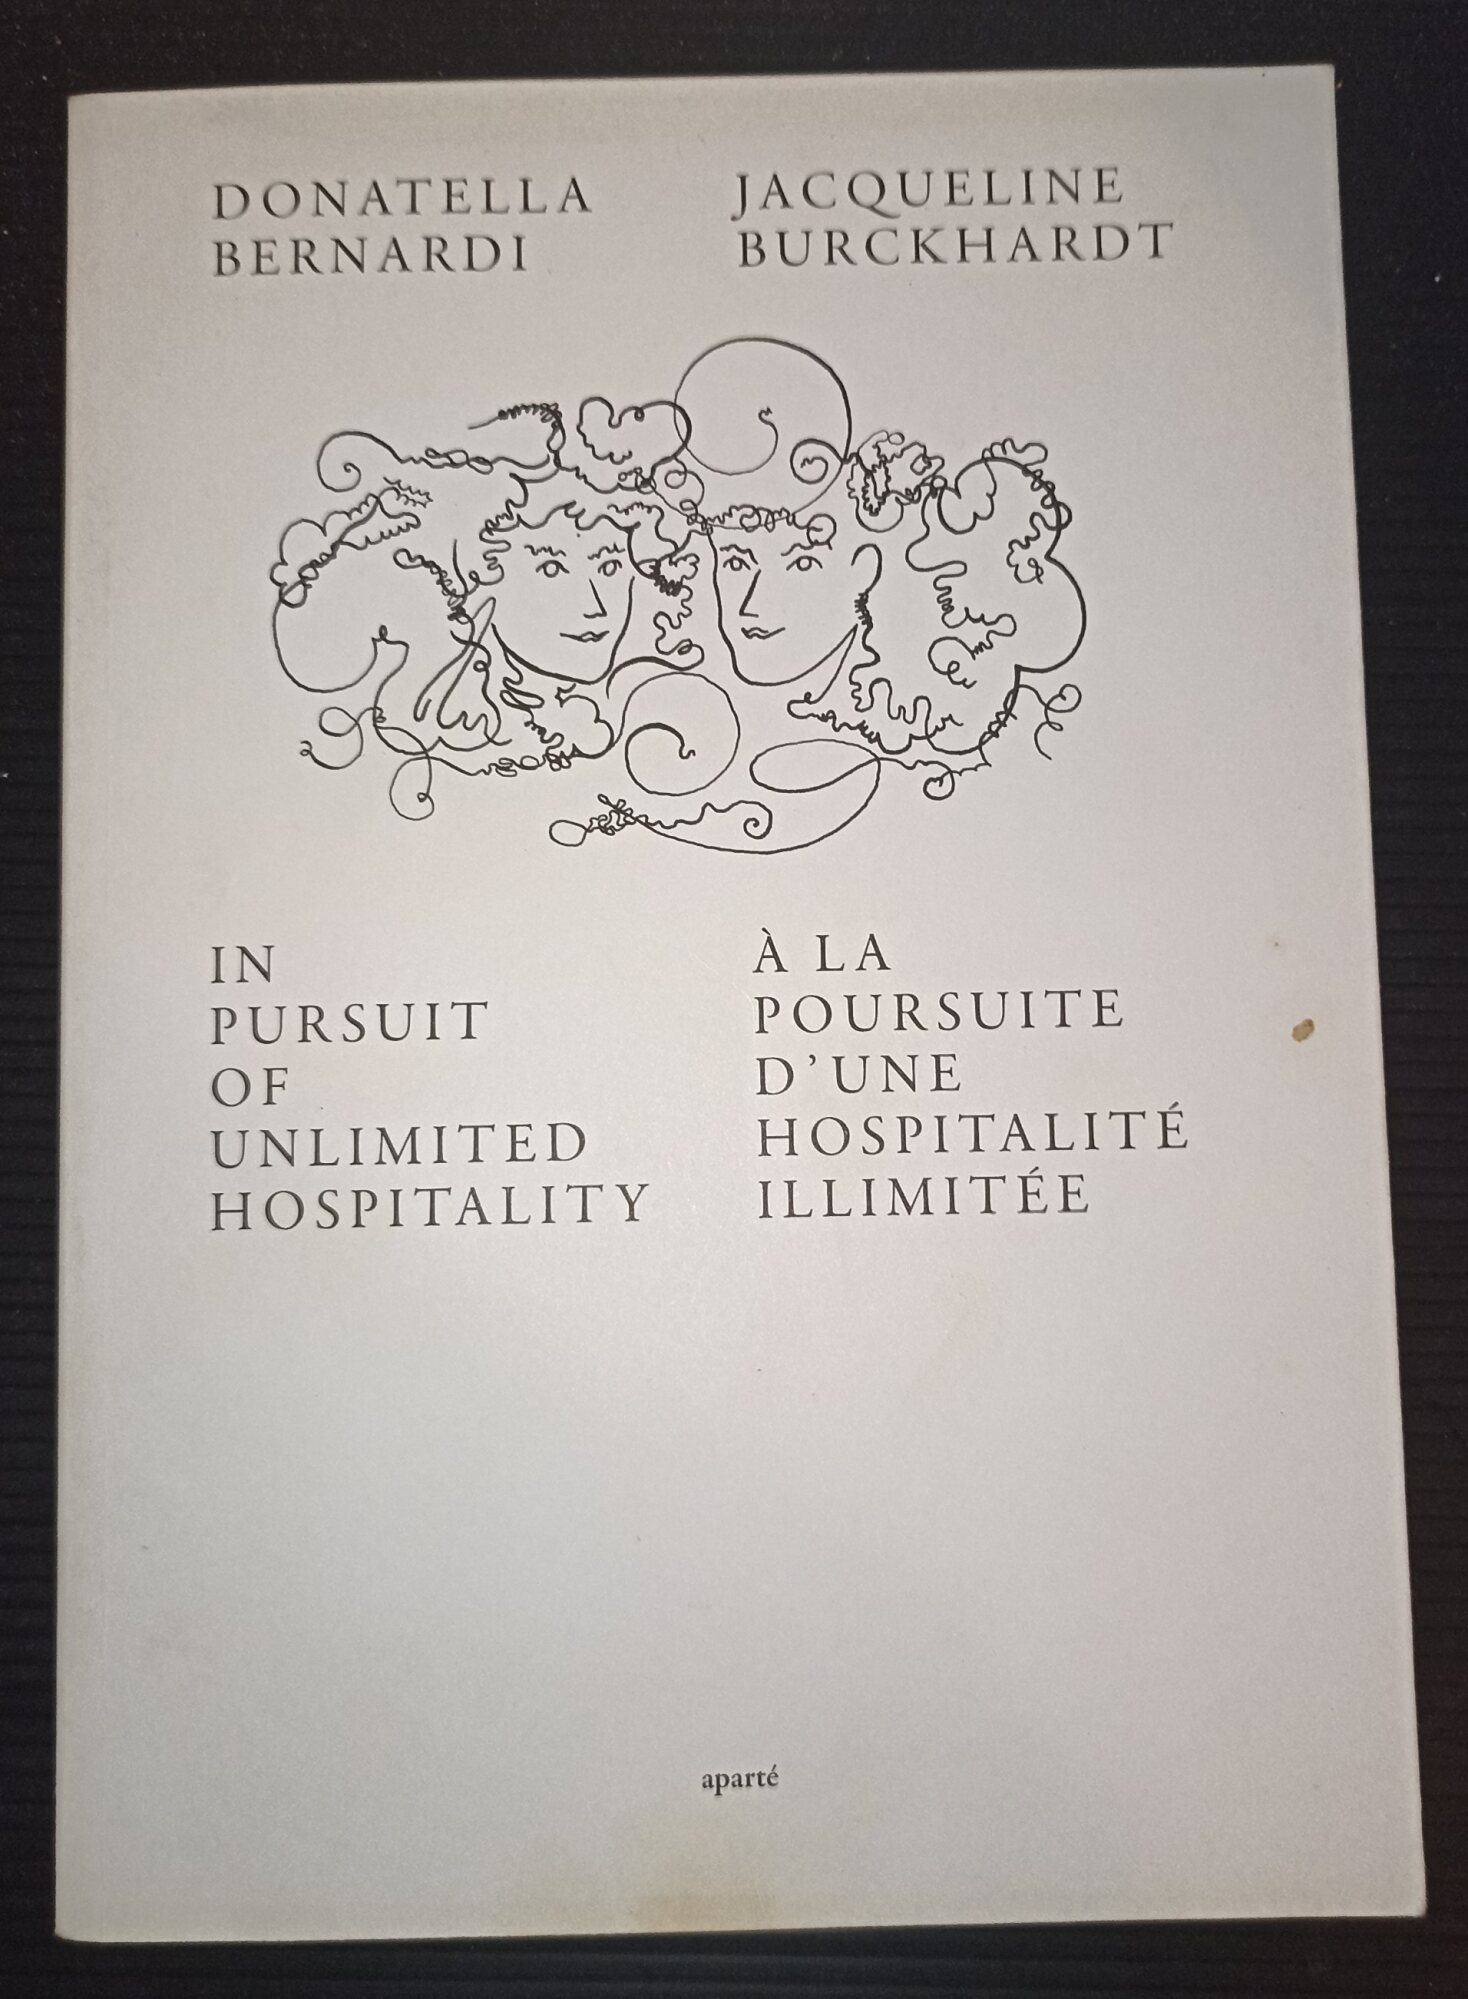 DONATELLA
BERNARDI
JACQUELINE
BURCKHARDT
IN
PURSUIT
OF
UNLIMITED
HOSPITALITY
À LA
POURSUITE
D'UNE
HOSPITALITÉ
ILLIMITÉE
aparté